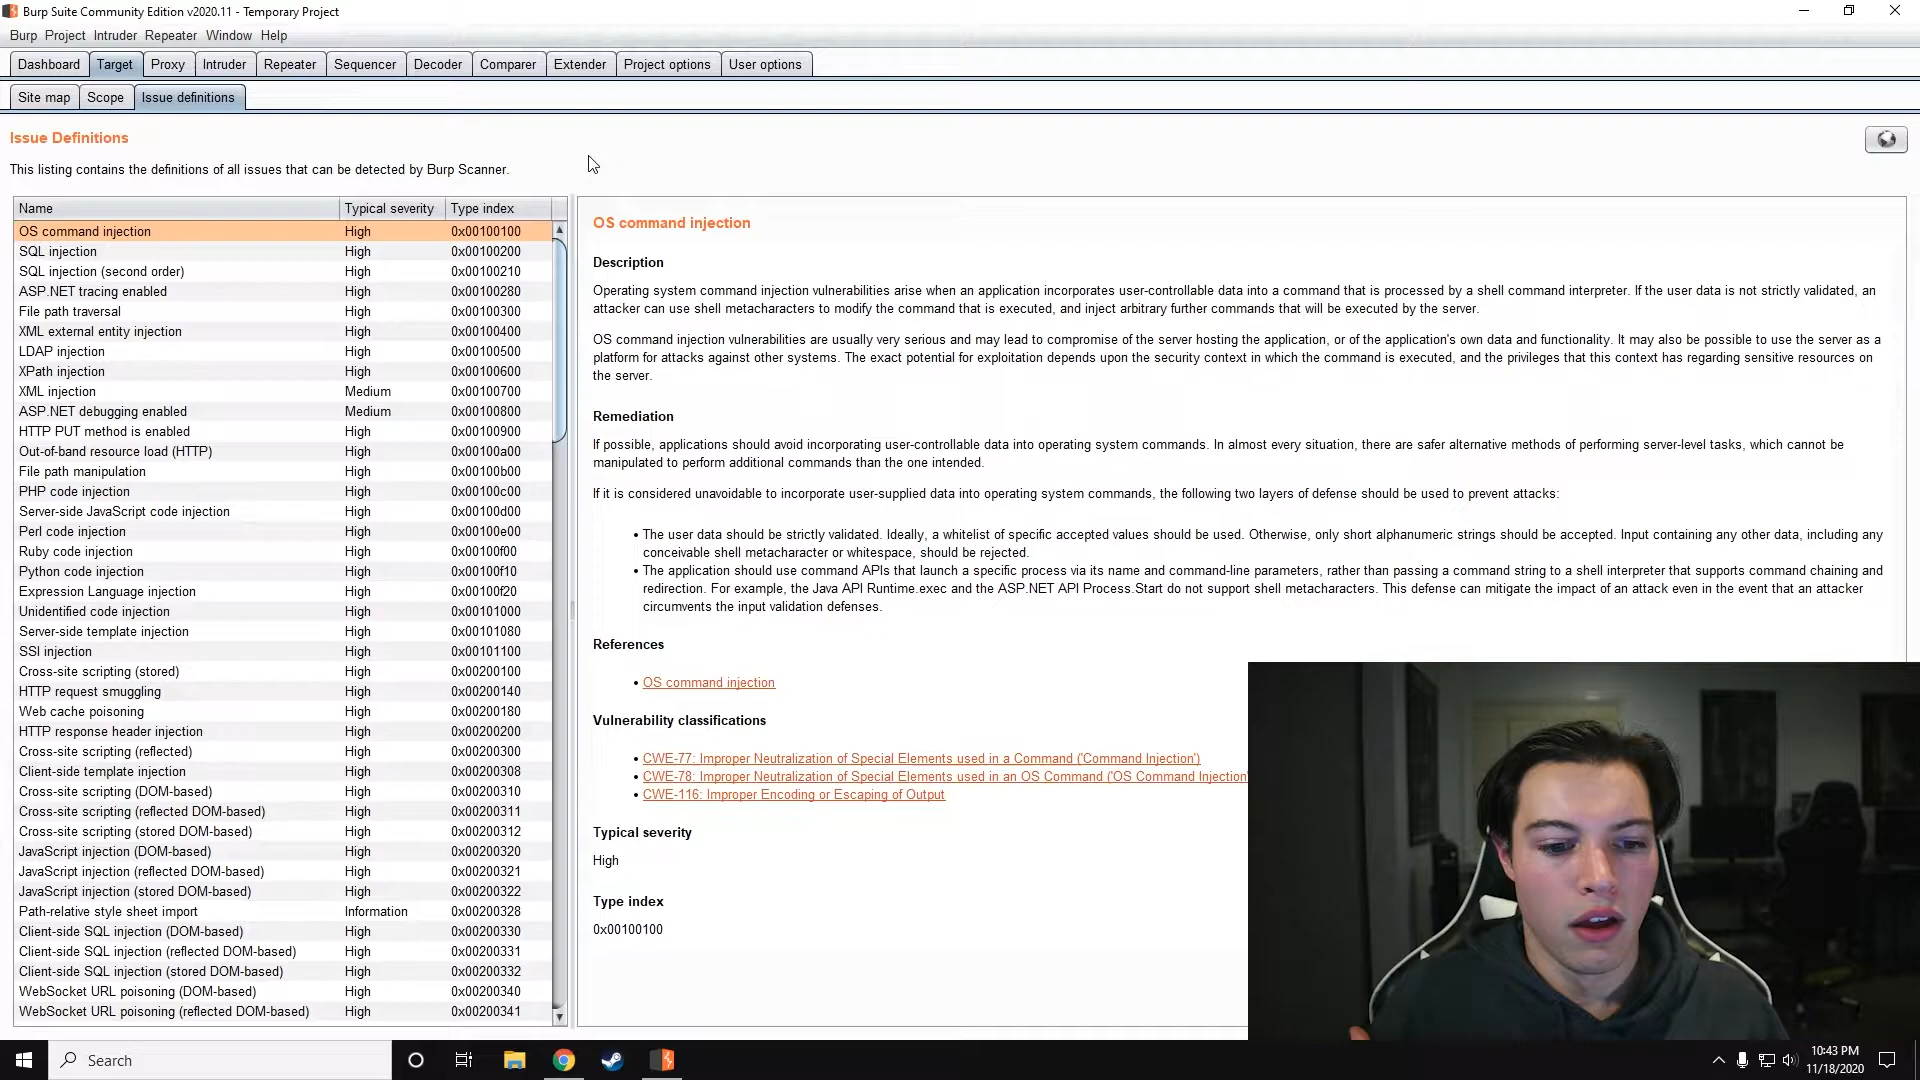 Burp Suite Community Edition v2020.11 - Temporary Project
Burp Project Intruder Repeater Window Help
Dashboard Target Proxy Intruder Repeater Sequencer Decoder Comparer Extender Project options User options
Site map Scope Issue definitions
Issue Definitions
This listing contains the definitions of all issues that can be detected by Burp Scanner.
Name Typical severity Type index
OS command injection High 0x00100100
SQL injection High 0x00100200
SQL injection (second order) High 0x00100210
ASP.NET tracing enabled High 0x00100280
File path traversal High 0x00100300
XML external entity injection High 0x00100400
LDAP injection High 0x00100500
XPath injection High 0x00100600
XML injection Medium 0x00100700
ASP.NET debugging enabled Medium 0x00100800
HTTP PUT method is enabled High 0x00100900
Out-of-band resource load (HTTP) High 0x00100a00
File path manipulation High 0x00100b00
PHP code injection High 0x00100c00
Server-side JavaScript code injection High 0x00100d00
Perl code injection High 0x00100e00
Ruby code injection High 0x00100f00
Python code injection High 0x00100f10
Expression Language injection High 0x00100f20
Unidentified code injection High 0x00101000
Server-side template injection High 0x00101080
SSI injection High 0x00101100
Cross-site scripting (stored) High 0x00200100
HTTP request smuggling High 0x00200140
Web cache poisoning High 0x00200180
HTTP response header injection High 0x00200200
Cross-site scripting (reflected) High 0x00200300
Client-side template injection High 0x00200308
Cross-site scripting (DOM-based) High 0x00200310
Cross-site scripting (reflected DOM-based) High 0x00200311
Cross-site scripting (stored DOM-based) High 0x00200312
JavaScript injection (DOM-based) High 0x00200320
JavaScript injection (reflected DOM-based) High 0x00200321
JavaScript injection (stored DOM-based) High 0x00200322
Path-relative style sheet import Information 0x00200328
Client-side SQL injection (DOM-based) High 0x00200330
Client-side SQL injection (reflected DOM-based) High 0x00200331
Client-side SQL injection (stored DOM-based) High 0x00200332
WebSocket URL poisoning (DOM-based) High 0x00200340
WebSocket URL poisoning (reflected DOM-based) High 0x00200341
OS command injection
Description
Operating system command injection vulnerabilities arise when an application incorporates user-controllable data into a command that is processed by a shell command interpreter. If the user data is not strictly validated, an
attacker can use shell metacharacters to modify the command that is executed, and inject arbitrary further commands that will be executed by the server.
OS command injection vulnerabilities are usually very serious and may lead to compromise of the server hosting the application, or of the application's own data and functionality. It may also be possible to use the server as a
platform for attacks against other systems. The exact potential for exploitation depends upon the security context in which the command is executed, and the privileges that this context has regarding sensitive resources on
the server.
Remediation
If possible, applications should avoid incorporating user-controllable data into operating system commands. In almost every situation, there are safer alternative methods of performing server-level tasks, which cannot be
manipulated to perform additional commands than the one intended.
If it is considered unavoidable to incorporate user-supplied data into operating system commands, the following two layers of defense should be used to prevent attacks:
• The user data should be strictly validated. Ideally, a whitelist of specific accepted values should be used. Otherwise, only short alphanumeric strings should be accepted. Input containing any other data, including any
conceivable shell metacharacter or whitespace, should be rejected.
• The application should use command APIs that launch a specific process via its name and command-line parameters, rather than passing a command string to a shell interpreter that supports command chaining and
redirection. For example, the Java API Runtime.exec and the ASP.NET API Process.Start do not support shell metacharacters. This defense can mitigate the impact of an attack even in the event that an attacker
circumvents the input validation defenses.
References
• OS command injection
Vulnerability classifications
• CWE-77: Improper Neutralization of Special Elements used in a Command ('Command Injection')
• CWE-78: Improper Neutralization of Special Elements used in an OS Command ('OS Command Injection'
• CWE-116: Improper Encoding or Escaping of Output
Typical severity
High
Type index
0x00100100
Search
10:43 PM
11/18/2020